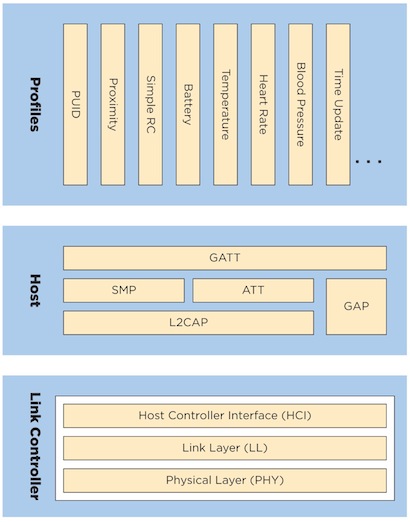 Profiles
PUID
Proximity
Simple RC
Battery
Temperature
Heart Rate
Blood Pressure
Time Update
...
Host
GATT
SMP
ATT
GAP
L2CAP
Link Controller
Host Controller Interface (HCI)
Link Layer (LL)
Physical Layer (PHY)